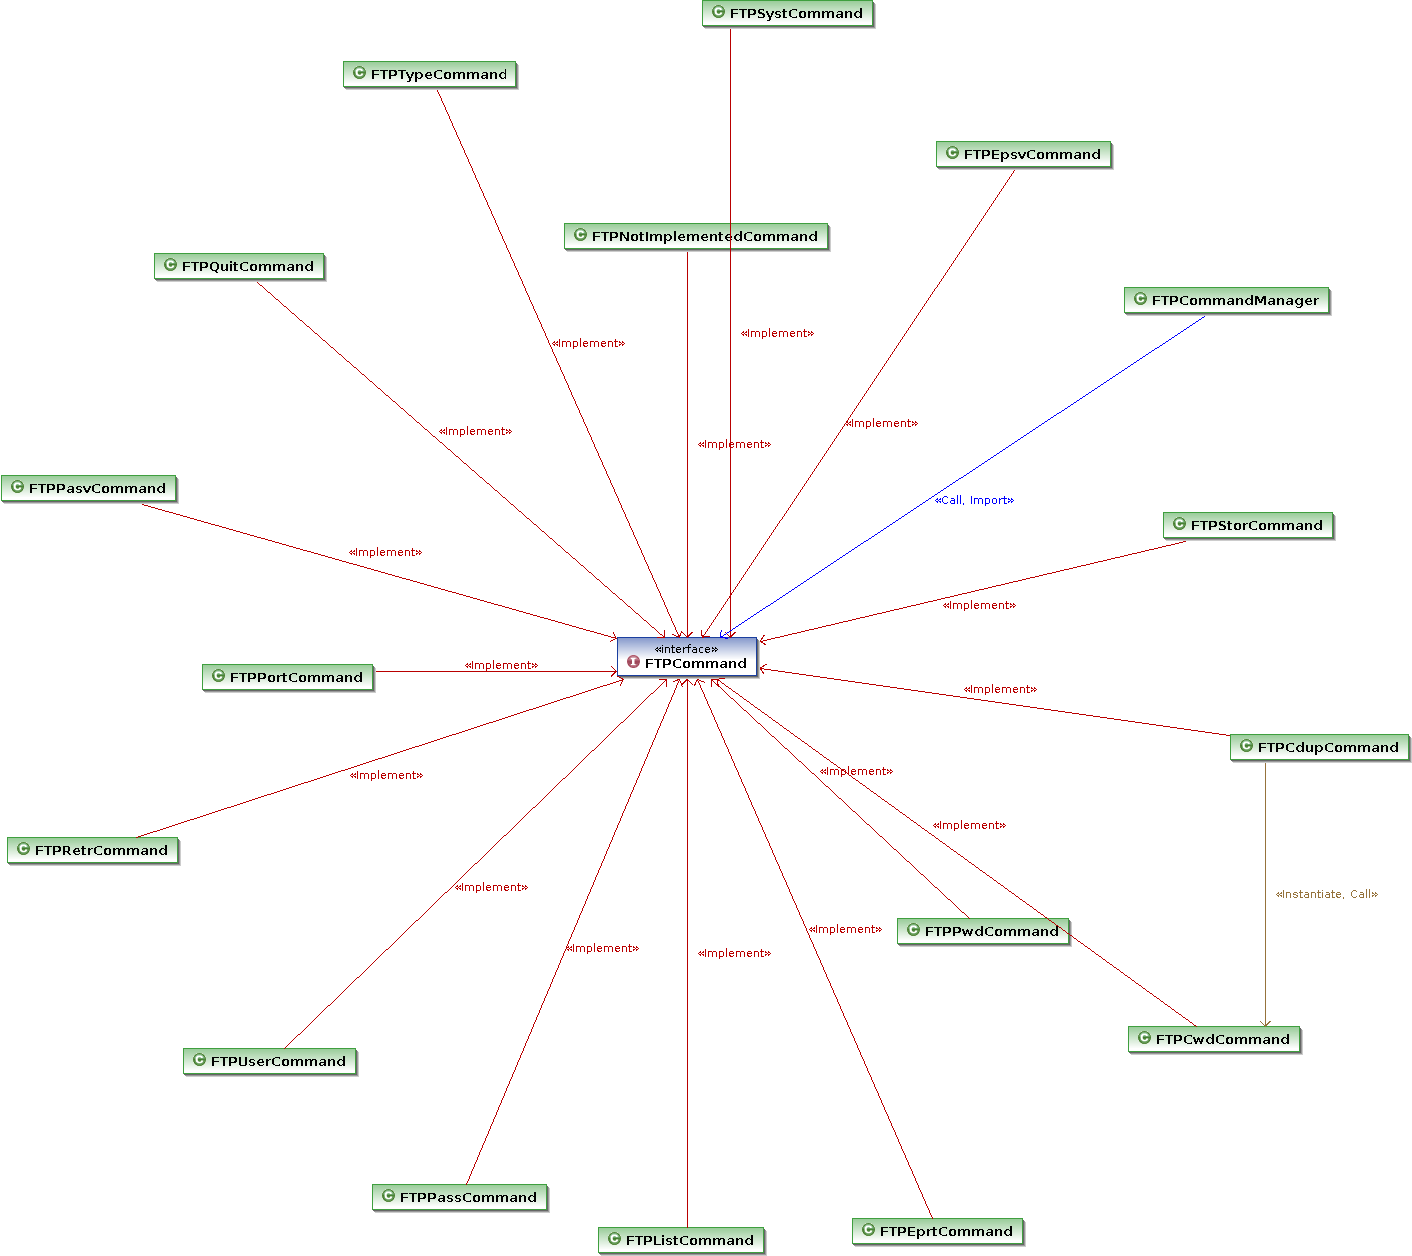 FTPSystCommand
FTPTypeCommand
FTPEpsvCommand
FTPNotImplementedCommand
FTPQuitCommand
FTPCommandManager
«Implement»
«Implement»
«Implement»
«Implement»
«Implement»
FTPPasvCommand
«Call, Import»
FTPStorCommand
«Implement»
«Implement»
«interface»
FTPCommand
«Implement»
FTPPortCommand
«Implement»
FTPCdupCommand
«Implement»
«Implement»
«Implement»
FTPRetrCommand
«Implement»
«Instantiate, Call»
FTPPwdCommand
«Implement»
«Implement»
«Implement»
FTPCwdCommand
FTPUserCommand
FTPPassCommand
FTPEprtCommand
FTPListCommand
C
C
C
C
C
C
C
C
I
C
C
C
C
C
C
C
C
C